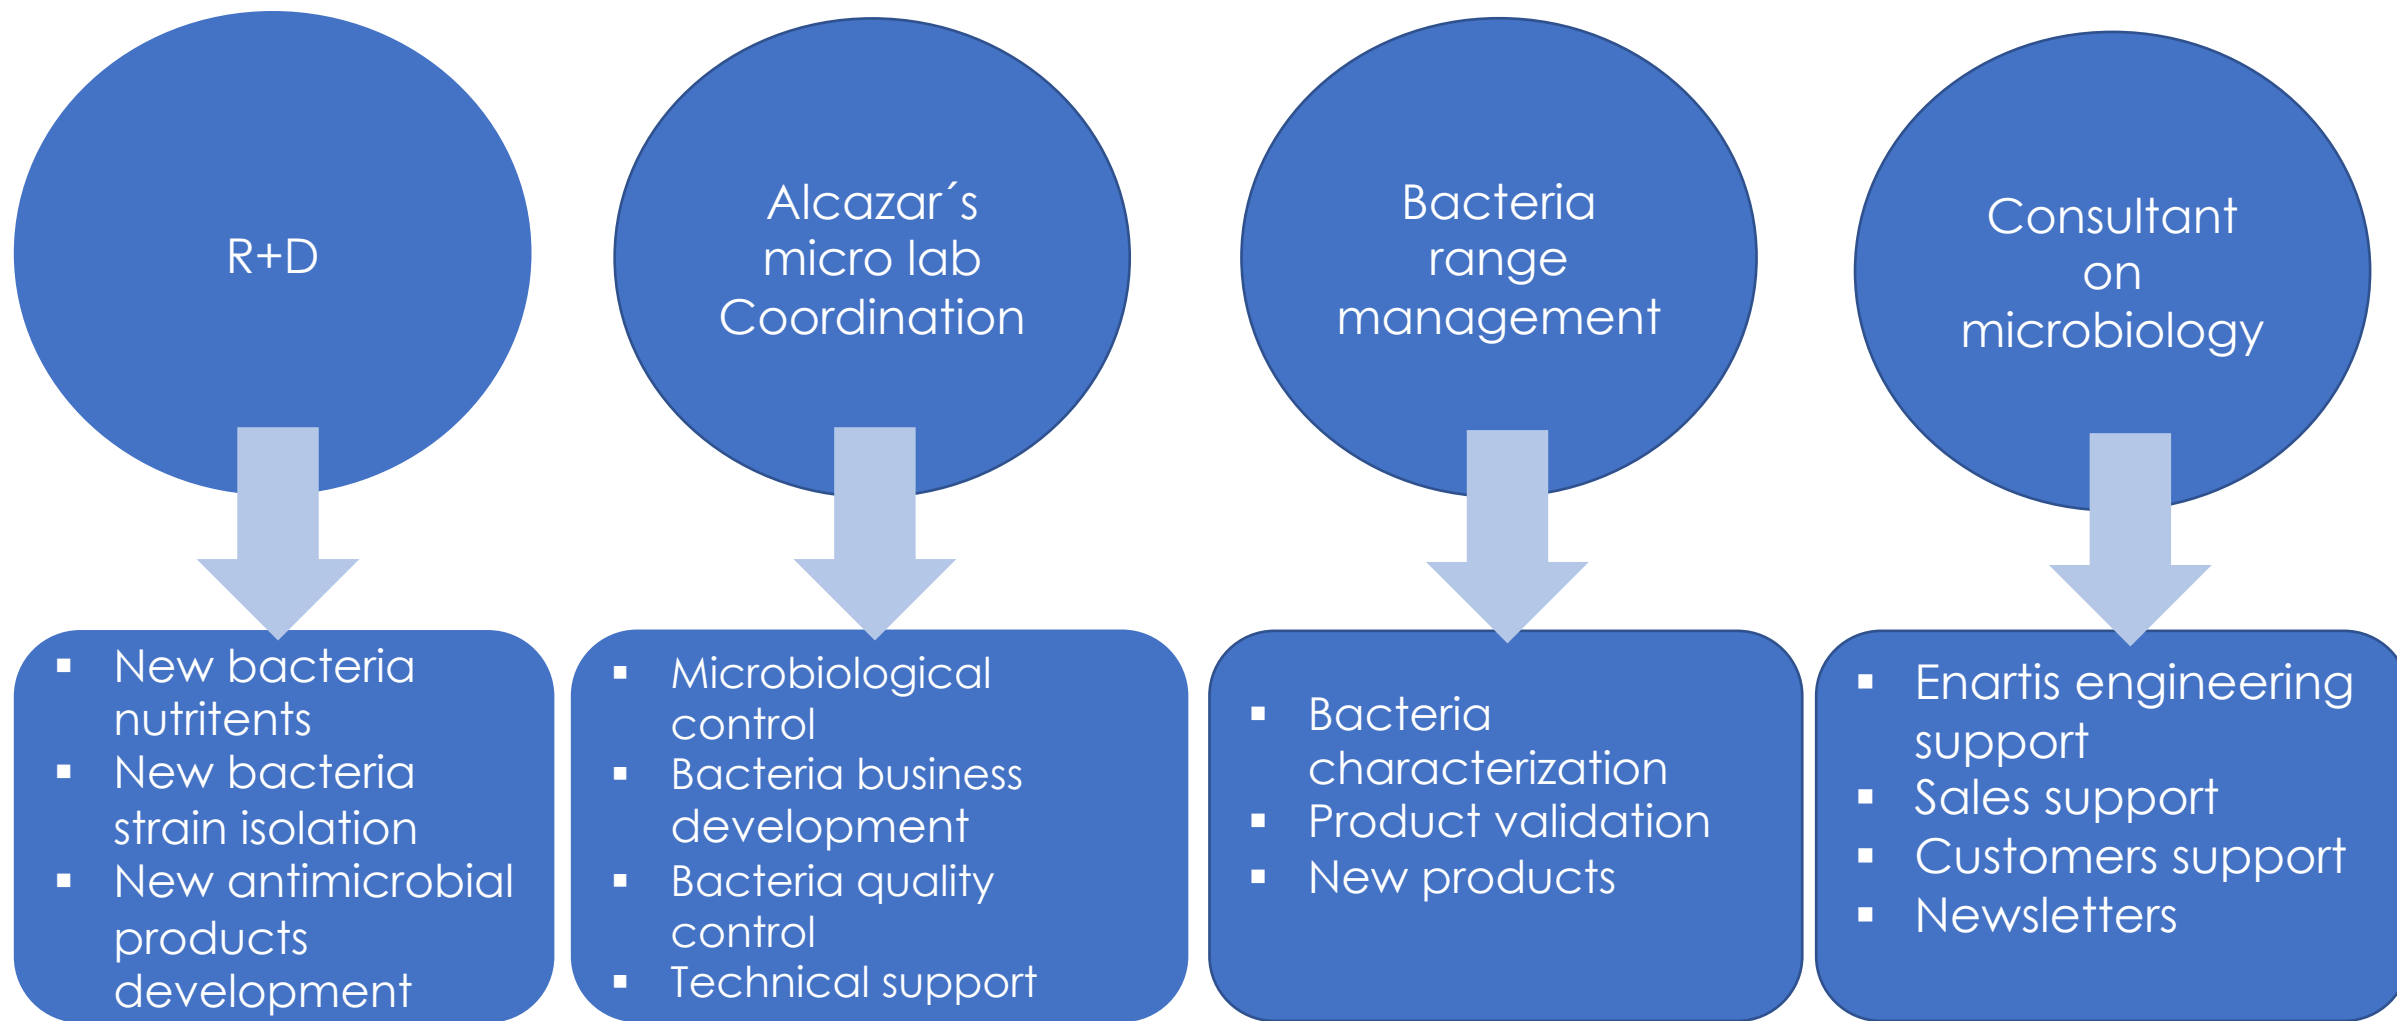 R+D
Alcazar´s
micro lab
Coordination
Bacteria
range
management
Consultant
on
microbiology
▪ New bacteria
nutritents
▪ New bacteria
strain isolation
▪ New antimicrobial
products
development
▪ Microbiological
control
▪ Bacteria business
development
▪ Bacteria quality
control
▪ Technical support
▪ Bacteria
characterization
▪ Product validation
▪ New products
▪ Enartis engineering
support
▪ Sales support
▪ Customers support
▪ Newsletters